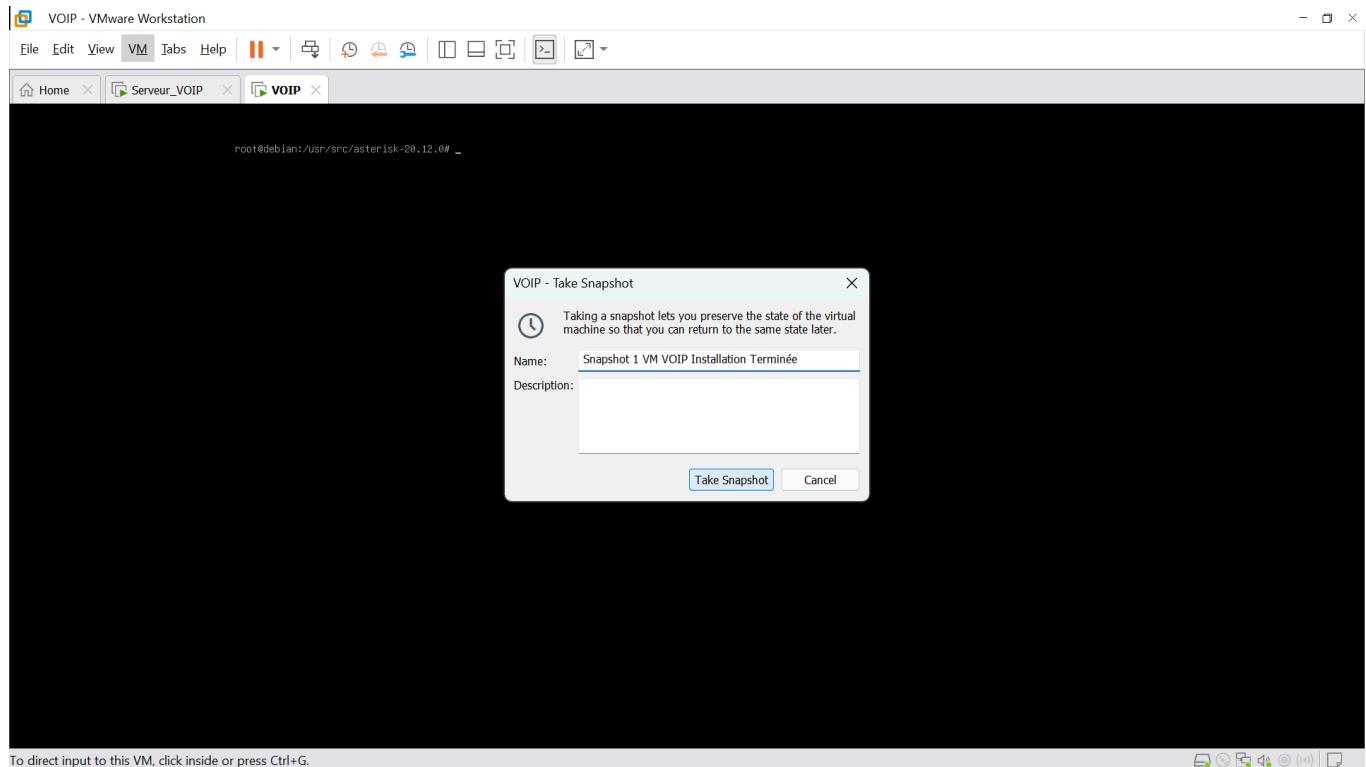 VOIP - VMware Workstation
File Edit View VM Tabs Help
Home Serveur_VOIP VOIP
root@debian:/usr/src/asterisk-20.12.0# _
VOIP - Take Snapshot
Taking a snapshot lets you preserve the state of the virtual
machine so that you can return to the same state later.
Name: Snapshot 1 VM VOIP Installation Terminée
Description:
Take Snapshot Cancel
To direct input to this VM, click inside or press Ctrl+G.